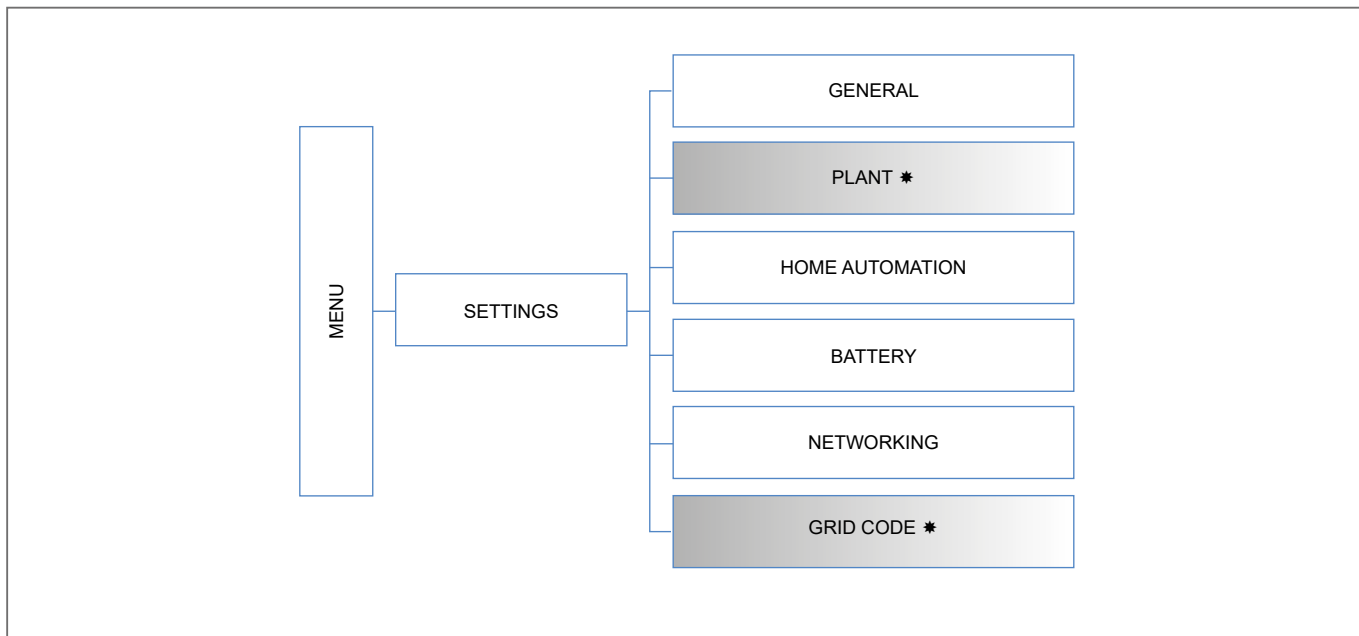 MENU
SETTINGS
GENERAL
PLANT ✸
HOME AUTOMATION
BATTERY
NETWORKING
GRID CODE ✸